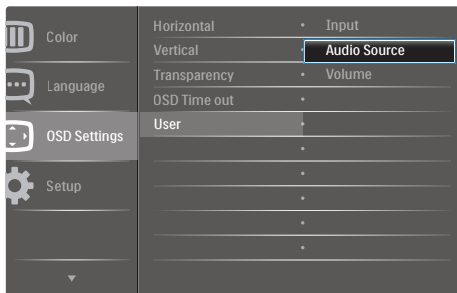 Color
Language
OSD Settings
Setup
Horizontal
Vertical
Transparency
OSD Time out
User
Input
Audio Source
Volume